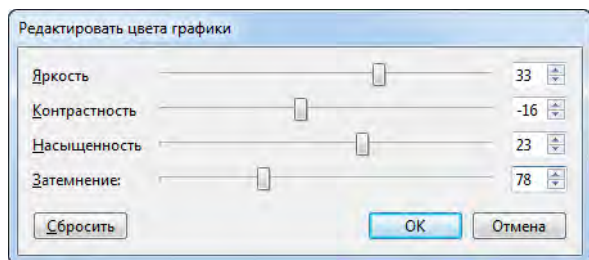 Редактировать цвета графики
Яркость 33
Контрастность -16
Насыщенность 23
Затемнение: 78
Сбросить OK Отмена